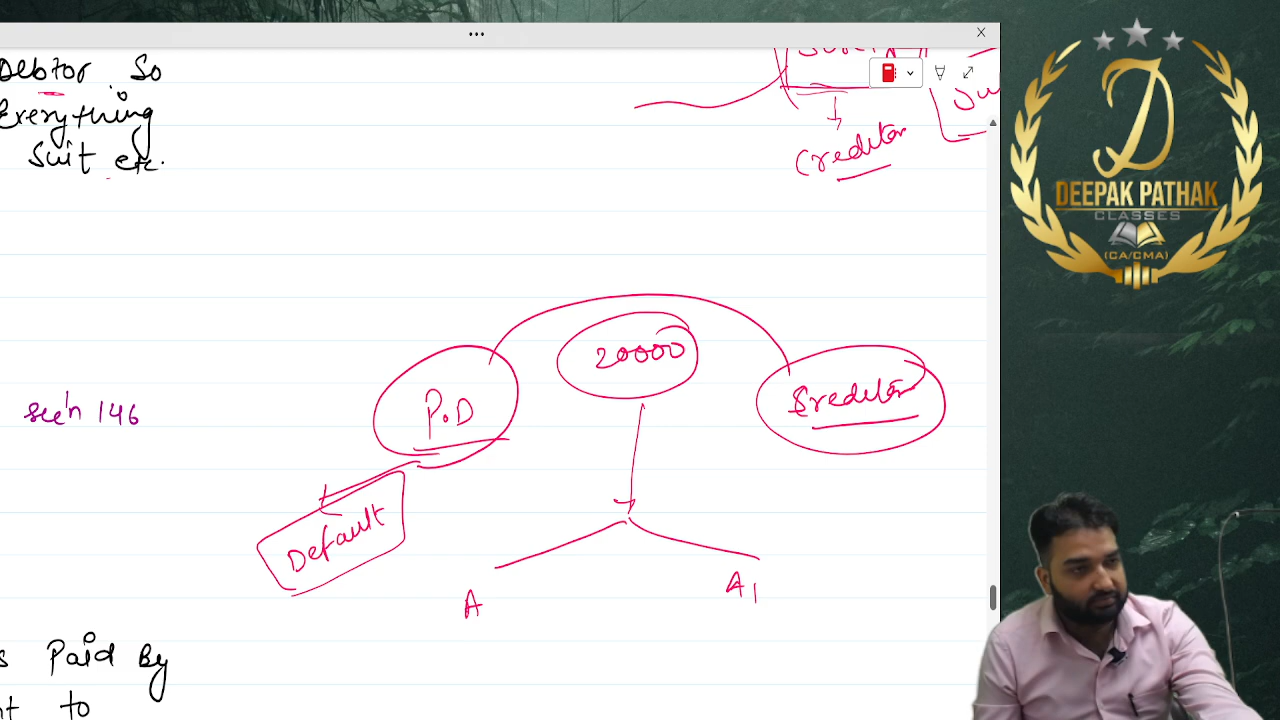 Debtor So
Everything
Suit etc.
Creditor
20000
P.D
Creditor
secn 146
Default
A
A1
Paid By
to
D
DEEPAK PATHAK
CLASSES
(CA/CMA)